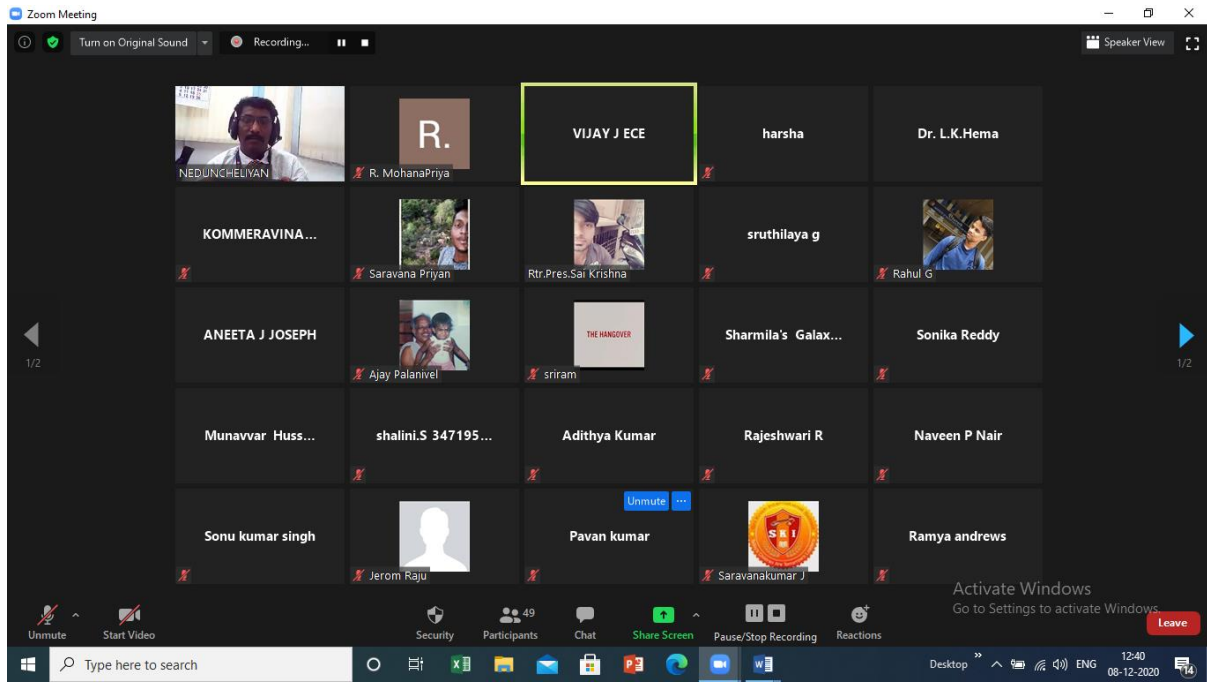 Zoom Meeting
Turn on Original Sound
Recording...
Speaker View
NEDUNCHELIYAN
R.
R. MohanaPriya
VIJAY J ECE
harsha
Dr. L.K.Hema
KOMMERAVINA...
Saravana Priyan
Rtr.Pres.Sai Krishna
sruthilaya g
Rahul G
1/2
ANEETA J JOSEPH
Ajay Palanivel
THE HANGOVER
sriram
Sharmila's Galax...
Sonika Reddy
1/2
Munavvar Huss...
shalini.S 347195...
Adithya Kumar
Rajeshwari R
Naveen P Nair
Sonu kumar singh
Jerom Raju
Unmute ...
Pavan kumar
SKI
Saravanakumar J
Ramya andrews
Activate Windows
Go to Settings to activate Windows.
Unmute
Start Video
Security
49
Participants
Chat
Share Screen
Pause/Stop Recording
Reactions
Leave
Type here to search
Desktop
ENG
12:40
08-12-2020
14